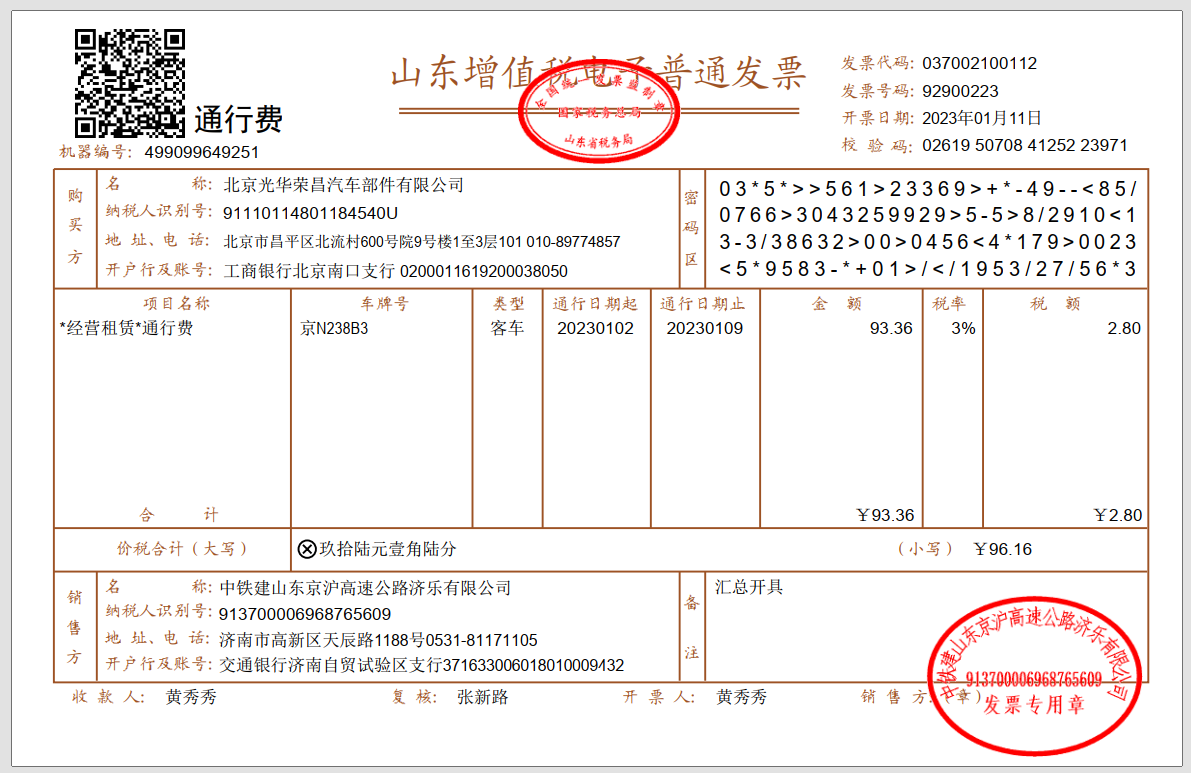 山东增值税电子普通发票
通行费
全国统一发票监制章
国家税务总局
山东省税务局
发票代码: 037002100112
发票号码: 92900223
开票日期: 2023年01月11日
校 验 码: 02619 50708 41252 23971
机器编号: 499099649251
购买方
名 称: 北京光华荣昌汽车部件有限公司
纳税人识别号: 91110114801184540U
地 址、电 话: 北京市昌平区北流村600号院9号楼1至3层101 010-89774857
开户行及账号: 工商银行北京南口支行 0200011619200038050
密码区
03*5*>>561>23369>+*-49--<85/
0766>3043259929>5-5>8/2910<1
3-3/38632>00>0456<4*179>0023
<5*9583-*+01>/</1953/27/56*3
项目名称 车牌号 类型 通行日期起 通行日期止 金 额 税率 税 额
*经营租赁*通行费 京N238B3 客车 20230102 20230109 93.36 3% 2.80
合 计 ￥93.36 ￥2.80
价税合计（大写） ⊗玖拾陆元壹角陆分 （小写） ￥96.16
销售方
名 称: 中铁建山东京沪高速公路济乐有限公司
纳税人识别号: 913700006968765609
地 址、电 话: 济南市高新区天辰路1188号0531-81171105
开户行及账号: 交通银行济南自贸试验区支行371633006018010009432
备注
汇总开具
收 款 人: 黄秀秀 复 核: 张新路 开 票 人: 黄秀秀 销 售 方:（章）
中铁建山东京沪高速公路济乐有限公司
913700006968765609
发票专用章